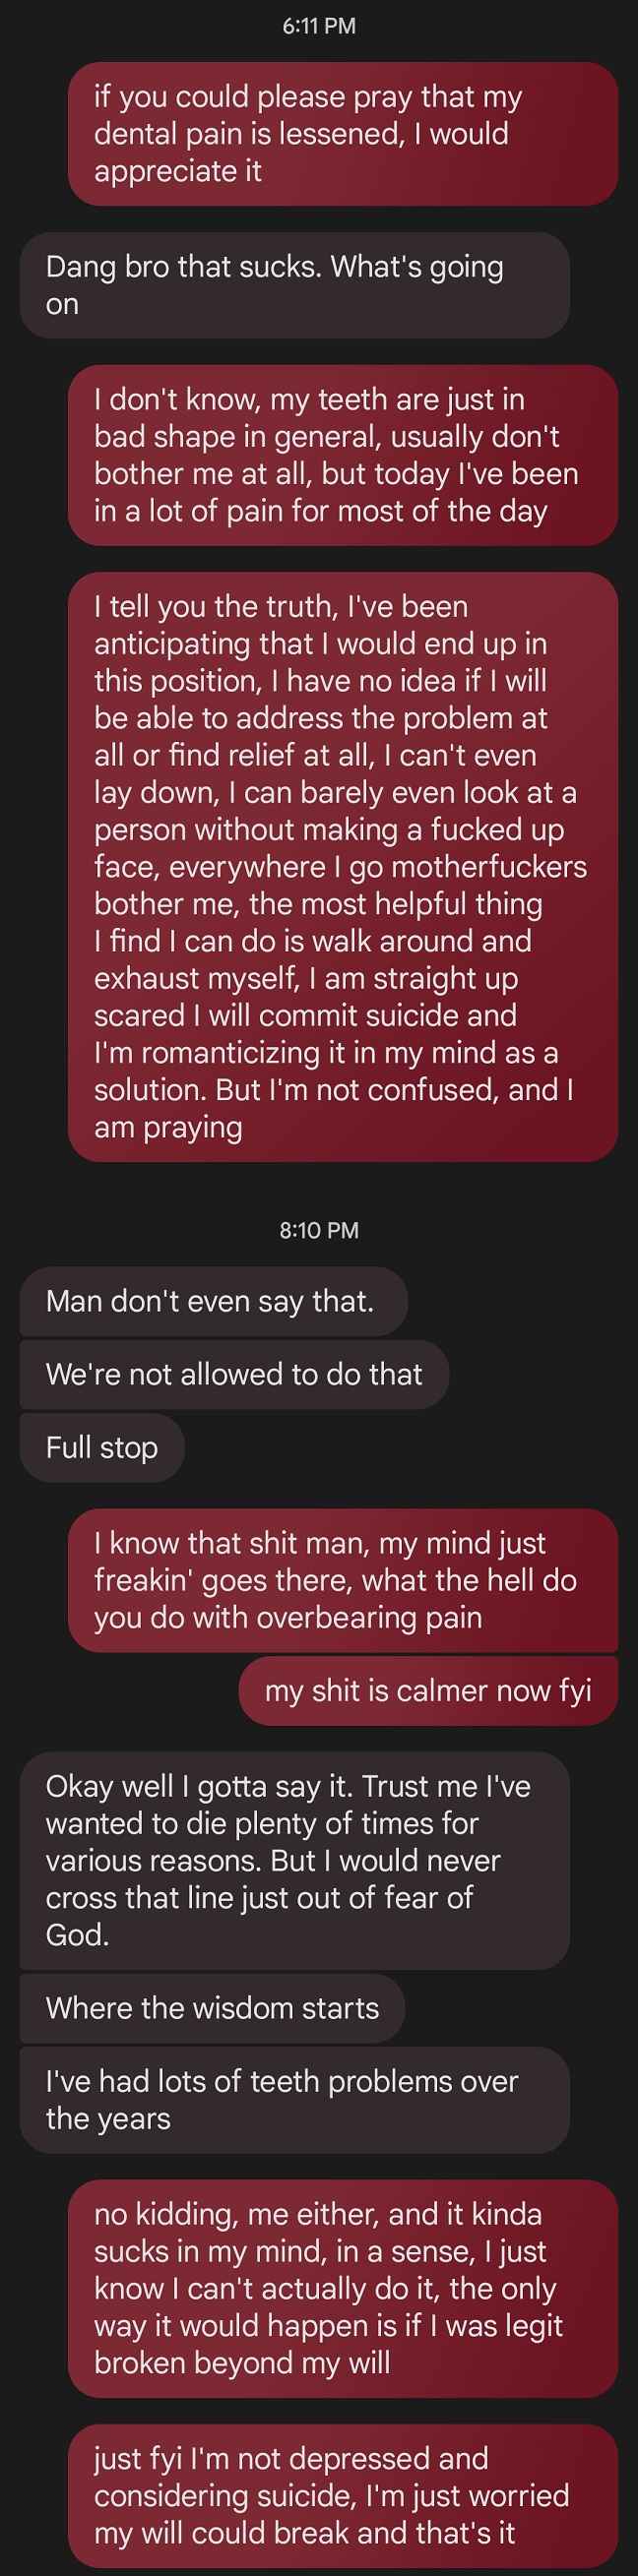 6:11 PM
if you could please pray that my
dental pain is lessened, I would
appreciate it
Dang bro that sucks. What's going
on
I don't know, my teeth are just in
bad shape in general, usually don't
bother me at all, but today I've been
in a lot of pain for most of the day
I tell you the truth, I've been
anticipating that I would end up in
this position, I have no idea if I will
be able to address the problem at
all or find relief at all, I can't even
lay down, I can barely even look at a
person without making a fucked up
face, everywhere I go motherfuckers
bother me, the most helpful thing
I find I can do is walk around and
exhaust myself, I am straight up
scared I will commit suicide and
I'm romanticizing it in my mind as a
solution. But I'm not confused, and I
am praying
8:10 PM
Man don't even say that.
We're not allowed to do that
Full stop
I know that shit man, my mind just
freakin' goes there, what the hell do
you do with overbearing pain
my shit is calmer now fyi
Okay well I gotta say it. Trust me I've
wanted to die plenty of times for
various reasons. But I would never
cross that line just out of fear of
God.
Where the wisdom starts
I've had lots of teeth problems over
the years
no kidding, me either, and it kinda
sucks in my mind, in a sense, I just
know I can't actually do it, the only
way it would happen is if I was legit
broken beyond my will
just fyi I'm not depressed and
considering suicide, I'm just worried
my will could break and that's it